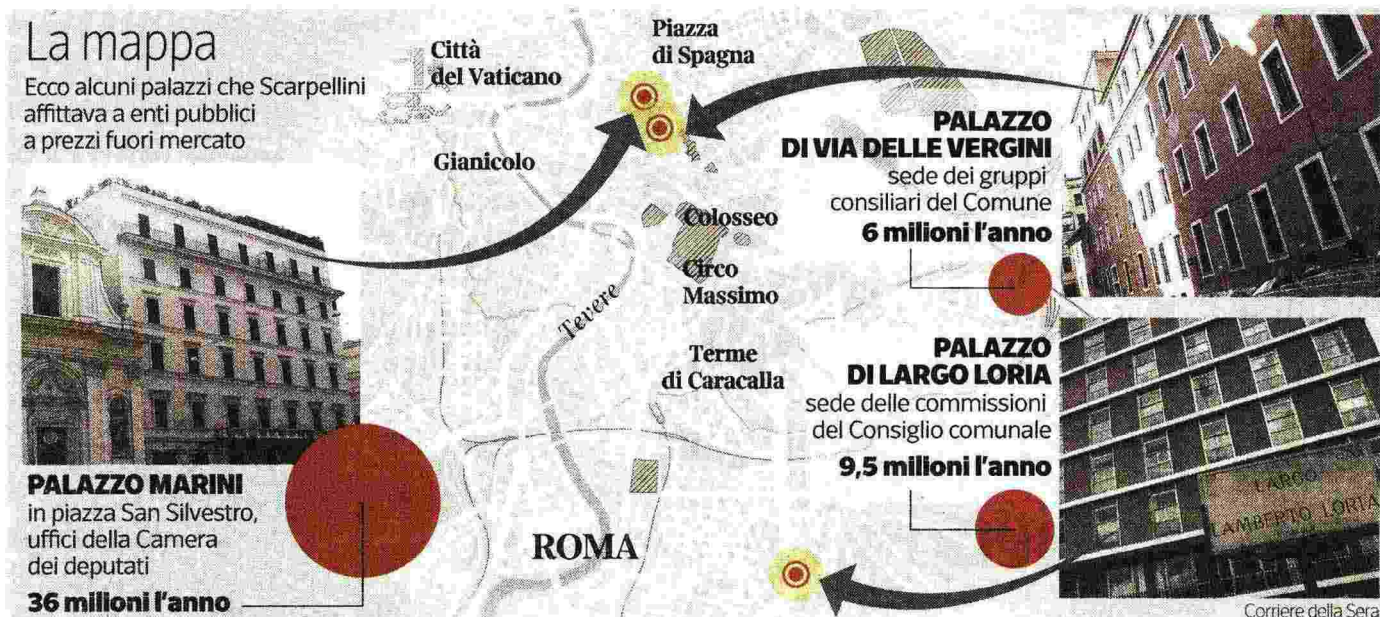 La mappa
Ecco alcuni palazzi che Scarpellini
affittava a enti pubblici
a prezzi fuori mercato
Città
del Vaticano
Piazza
di Spagna
Gianicolo
Colosseo
Circo
Massimo
Tevere
Terme
di Caracalla
ROMA
PALAZZO
DI VIA DELLE VERGINI
sede dei gruppi
consiliari del Comune
6 milioni l'anno
PALAZZO
DI LARGO LORIA
sede delle commissioni
del Consiglio comunale
9,5 milioni l'anno
LARGO
LAMBERTO LORIA
PALAZZO MARINI
in piazza San Silvestro,
uffici della Camera
dei deputati
36 milioni l'anno
Corriere della Sera